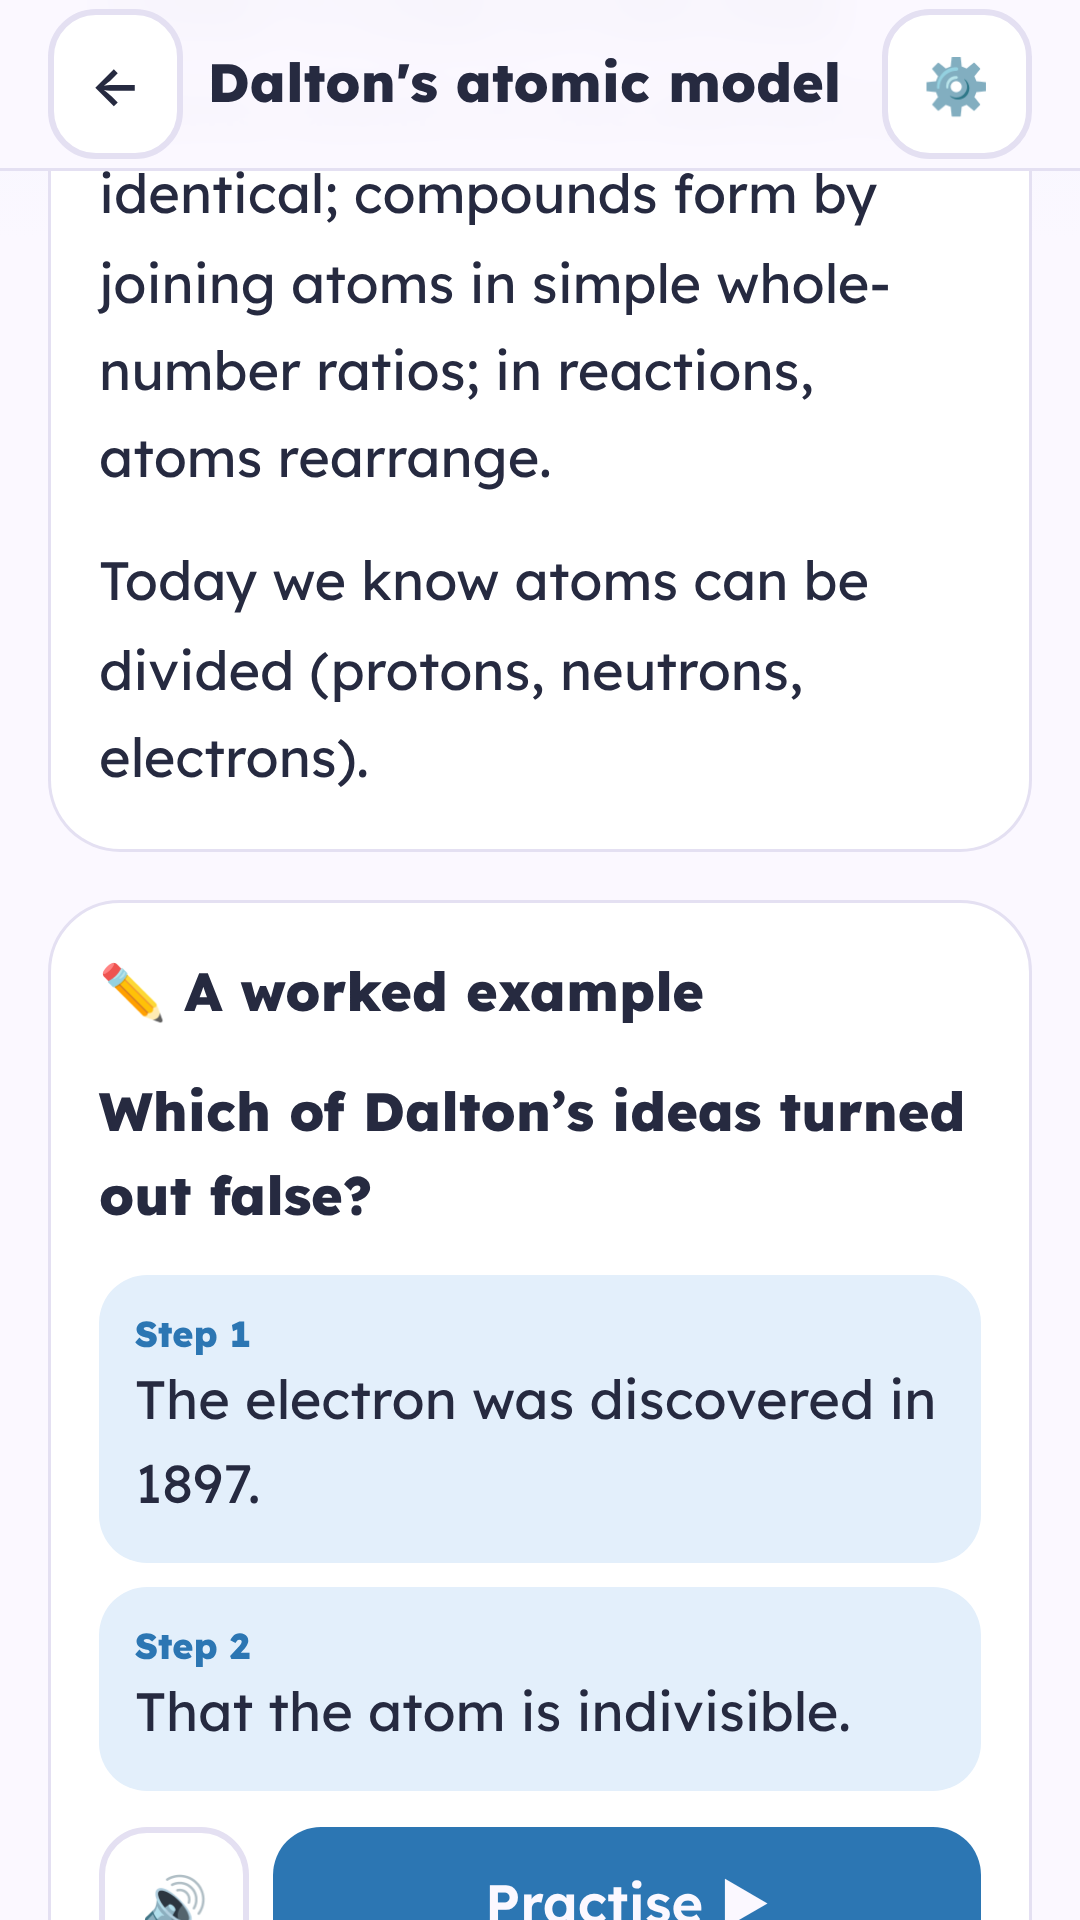 Dalton's atomic model
identical; compounds form by
joining atoms in simple whole-
number ratios; in reactions,
atoms rearrange.
Today we know atoms can be
divided (protons, neutrons,
electrons).
A worked example
Which of Dalton’s ideas turned
out false?
Step 1
The electron was discovered in
1897.
Step 2
That the atom is indivisible.
Practise